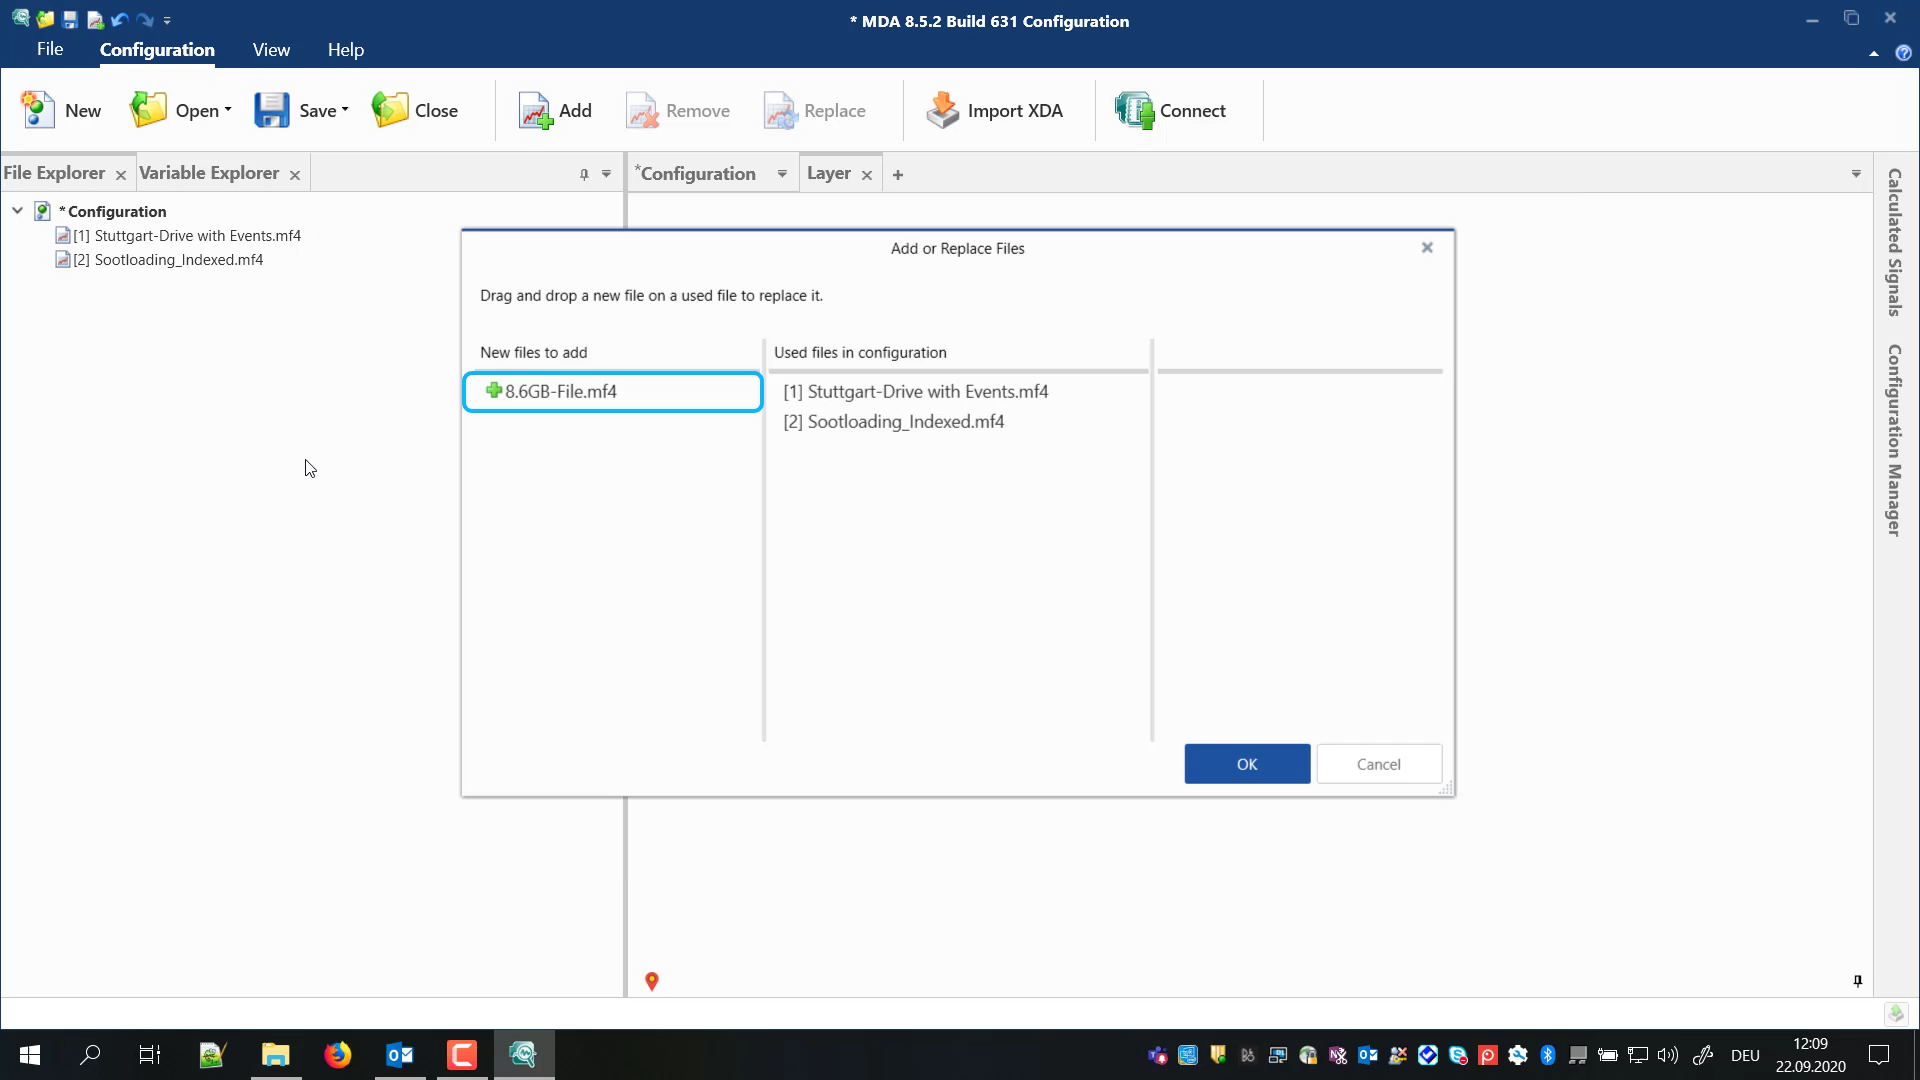 * MDA 8.5.2 Build 631 Configuration
File Configuration View Help
New Open Save Close Add Remove Replace Import XDA Connect
File Explorer Variable Explorer *Configuration Layer
* Configuration
[1] Stuttgart-Drive with Events.mf4
[2] Sootloading_Indexed.mf4
Add or Replace Files
Drag and drop a new file on a used file to replace it.
New files to add Used files in configuration
8.6GB-File.mf4 [1] Stuttgart-Drive with Events.mf4
[2] Sootloading_Indexed.mf4
OK Cancel
Calculated Signals
Configuration Manager
DEU
12:09
22.09.2020